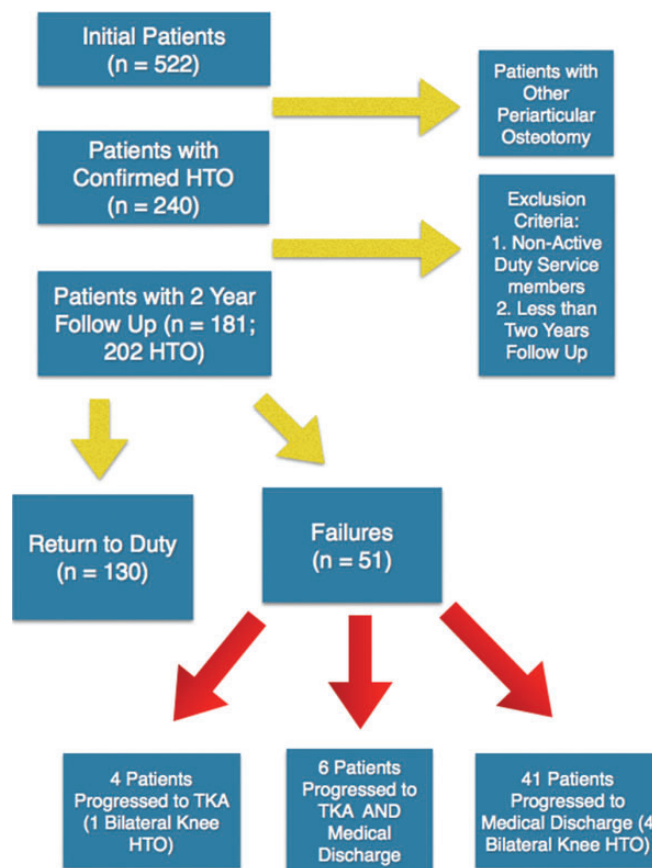 Initial Patients
(n = 522)
Patients with
Other
Periarticular
Osteotomy
Patients with
Confirmed HTO
(n = 240)
Exclusion
Criteria:
1. Non-Active
Duty Service
members
2. Less than
Two Years
Follow Up
Patients with 2 Year
Follow Up (n = 181;
202 HTO)
Return to Duty
(n = 130)
Failures
(n = 51)
4 Patients
Progressed to TKA
(1 Bilateral Knee
HTO)
6 Patients
Progressed to
TKA AND
Medical
Discharge
41 Patients
Progressed to
Medical Discharge (4
Bilateral Knee HTO)